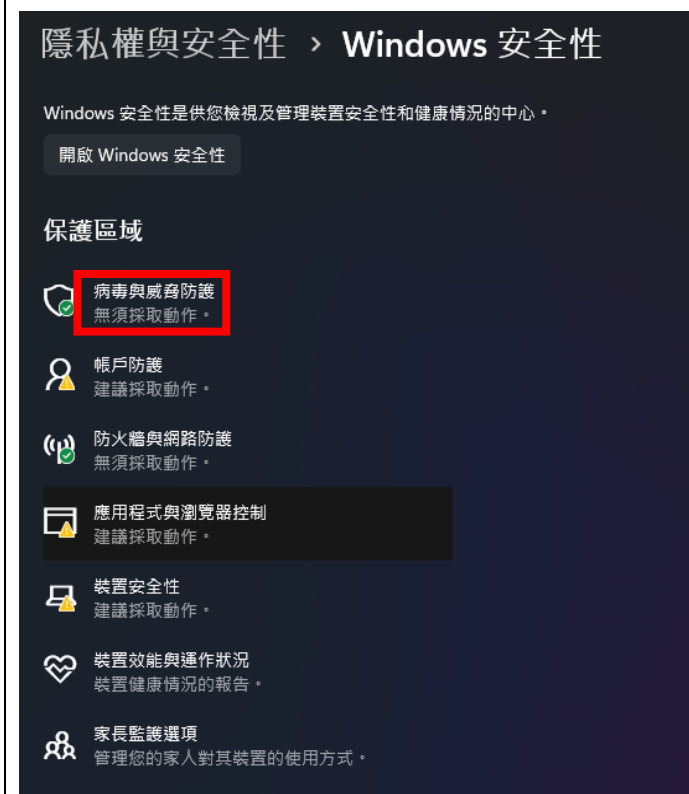 隱私權與安全性 › Windows 安全性
Windows 安全性是供您檢視及管理裝置安全性和健康情況的中心。
開啟 Windows 安全性
保護區域
病毒與威脅防護
無須採取動作。
帳戶防護
建議採取動作。
防火牆與網路防護
無須採取動作。
應用程式與瀏覽器控制
建議採取動作。
裝置安全性
建議採取動作。
裝置效能與運作狀況
裝置健康情況的報告。
家長監護選項
管理您的家人對其裝置的使用方式。